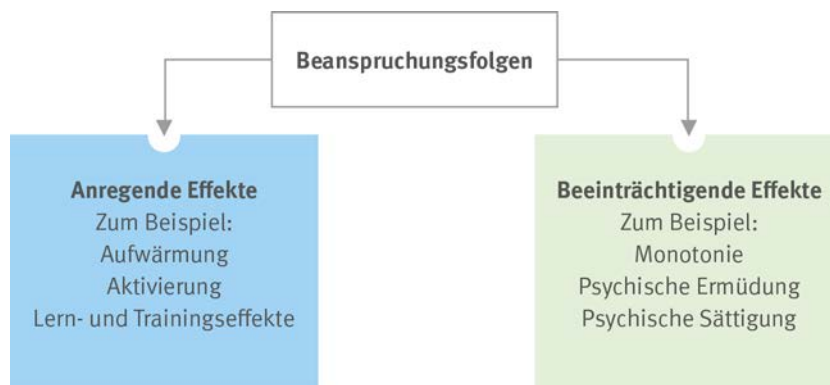 Beanspruchungsfolgen
Anregende Effekte
Zum Beispiel:
Aufwärmung
Aktivierung
Lern- und Trainingseffekte
Beeinträchtigende Effekte
Zum Beispiel:
Monotonie
Psychische Ermüdung
Psychische Sättigung